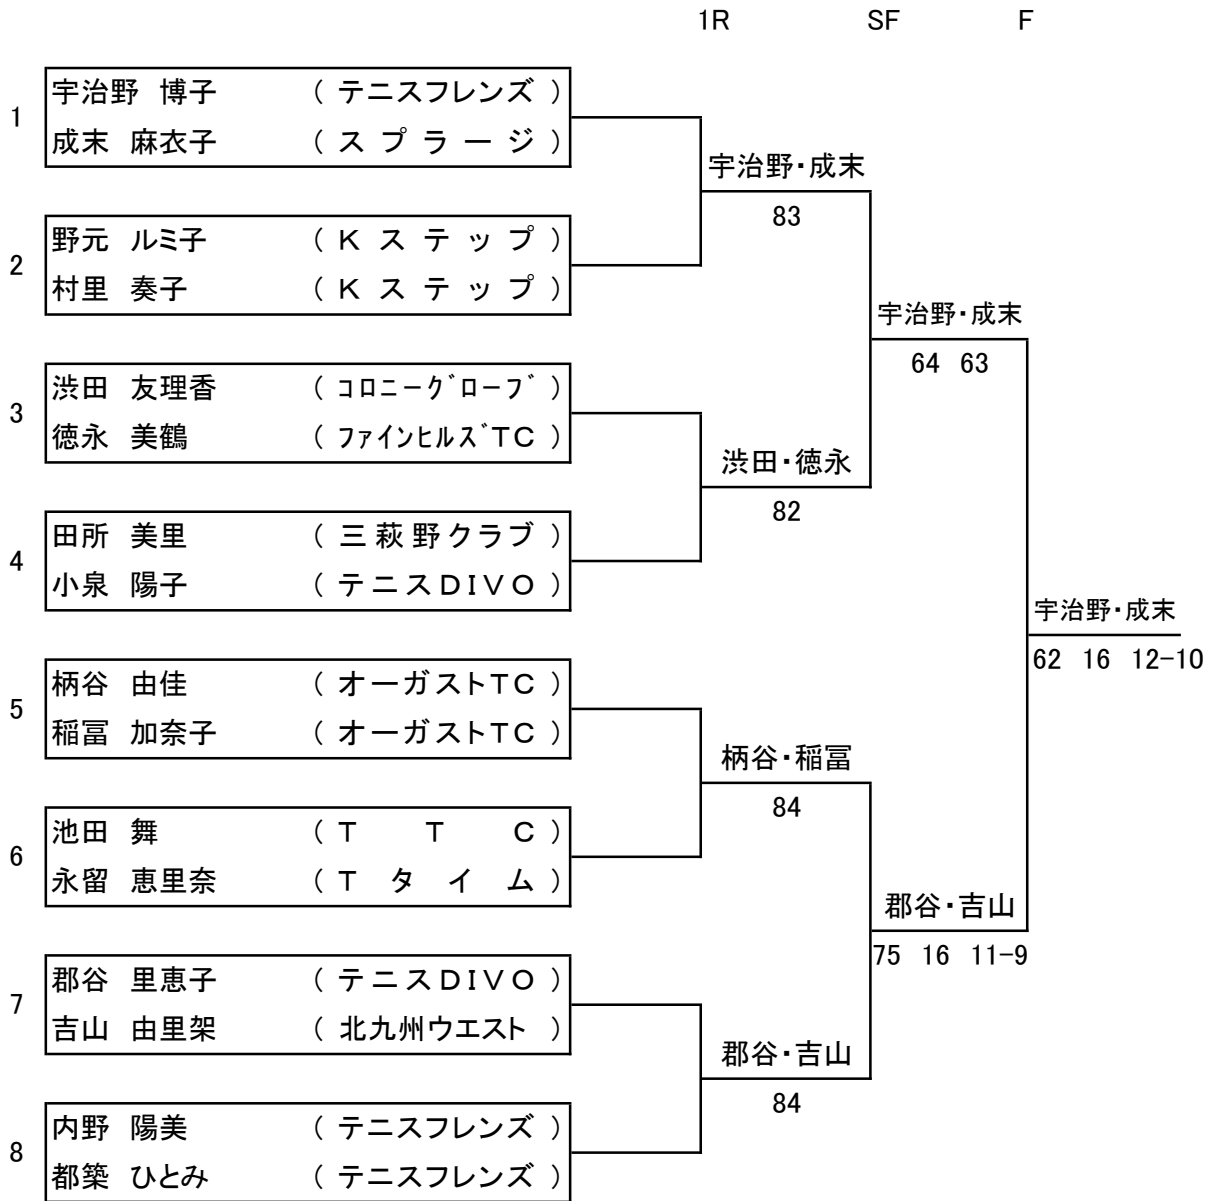 1R SF F
1
宇治野 博子 ( テニスフレンズ )
成末 麻衣子 ( スプラージ )
宇治野・成末
83
2
野元 ルミ子 ( Kステップ )
村里 奏子 ( Kステップ )
宇治野・成末
64 63
3
渋田 友理香 ( ｺﾛﾆｰｸﾞﾛｰﾌﾞ )
徳永 美鶴 ( ﾌｧｲﾝﾋﾙｽﾞTC )
渋田・徳永
82
4
田所 美里 ( 三萩野クラブ )
小泉 陽子 ( テニスDIVO )
宇治野・成末
62 16 12-10
5
柄谷 由佳 ( オーガストTC )
稲冨 加奈子 ( オーガストTC )
柄谷・稲冨
84
6
池田 舞 ( TTC )
永留 恵里奈 ( Tタイム )
郡谷・吉山
75 16 11-9
7
郡谷 里恵子 ( テニスDIVO )
吉山 由里架 ( 北九州ウエスト )
郡谷・吉山
84
8
内野 陽美 ( テニスフレンズ )
都築 ひとみ ( テニスフレンズ )